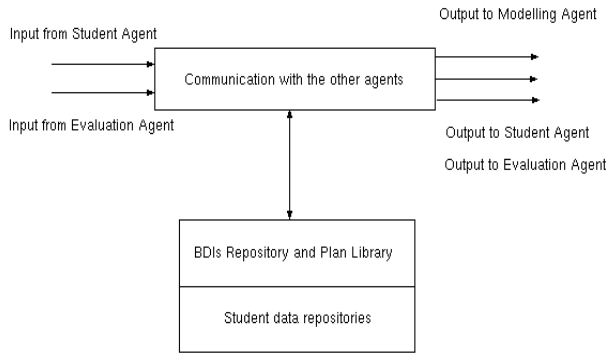 Output to Modelling Agent
Input from Student Agent
Communication with the other agents
Input from Evaluation Agent
Output to Student Agent
Output to Evaluation Agent
BDIs Repository and Plan Library
Student data repositories